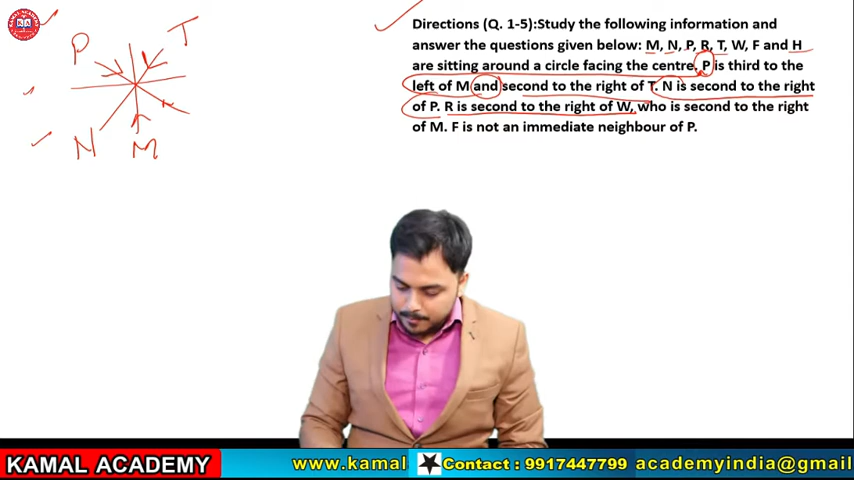 KAMAL ACADEMY
Directions (Q. 1-5):Study the following information and
answer the questions given below: M, N, P, R, T, W, F and H
are sitting around a circle facing the centre. P is third to the
left of M and second to the right of T. N is second to the right
of P. R is second to the right of W, who is second to the right
of M. F is not an immediate neighbour of P.
P
T
N
M
KAMAL ACADEMY
www.kamal
Contact : 9917447799 academyindia@gmail